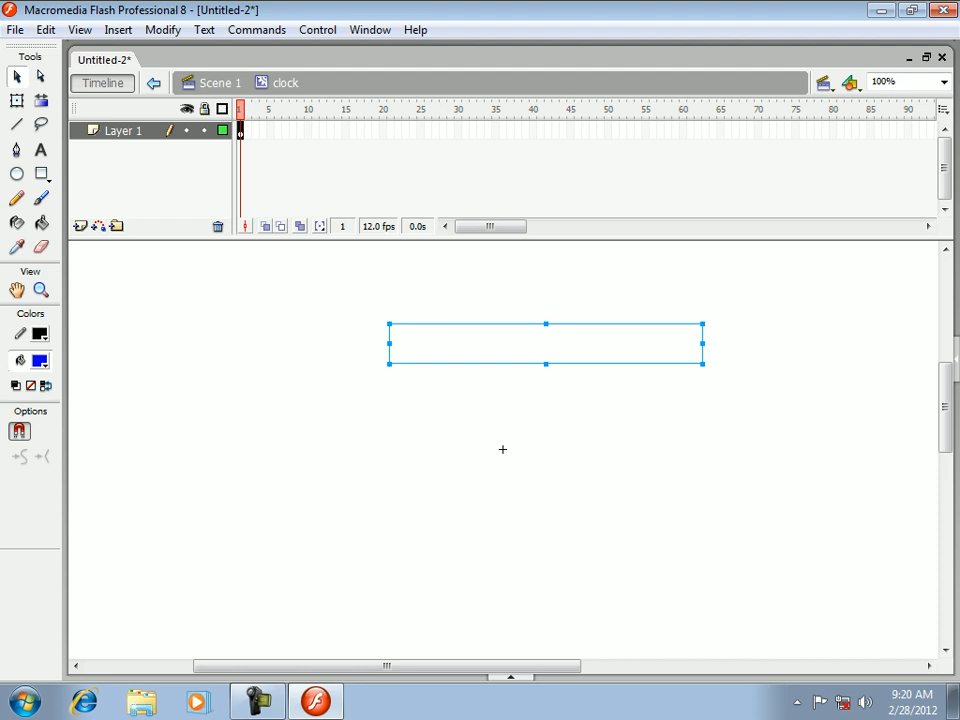 Macromedia Flash Professional 8 - [Untitled-2*]
File Edit View Insert Modify Text Commands Control Window Help
Tools
Untitled-2*
Timeline Scene 1 clock 100%
1 5 10 15 20 25 30 35 40 45 50 55 60 65 70 75 80 85 90
Layer 1
A
1 12.0 fps 0.0s
View
Colors
Options
9:20 AM
2/28/2012